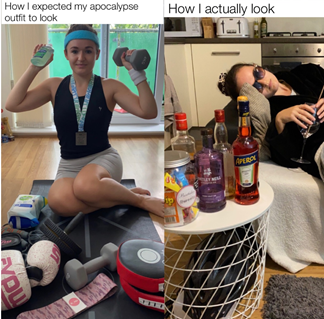 How I expected my apocalypse
outfit to look
How I actually look
APEROL